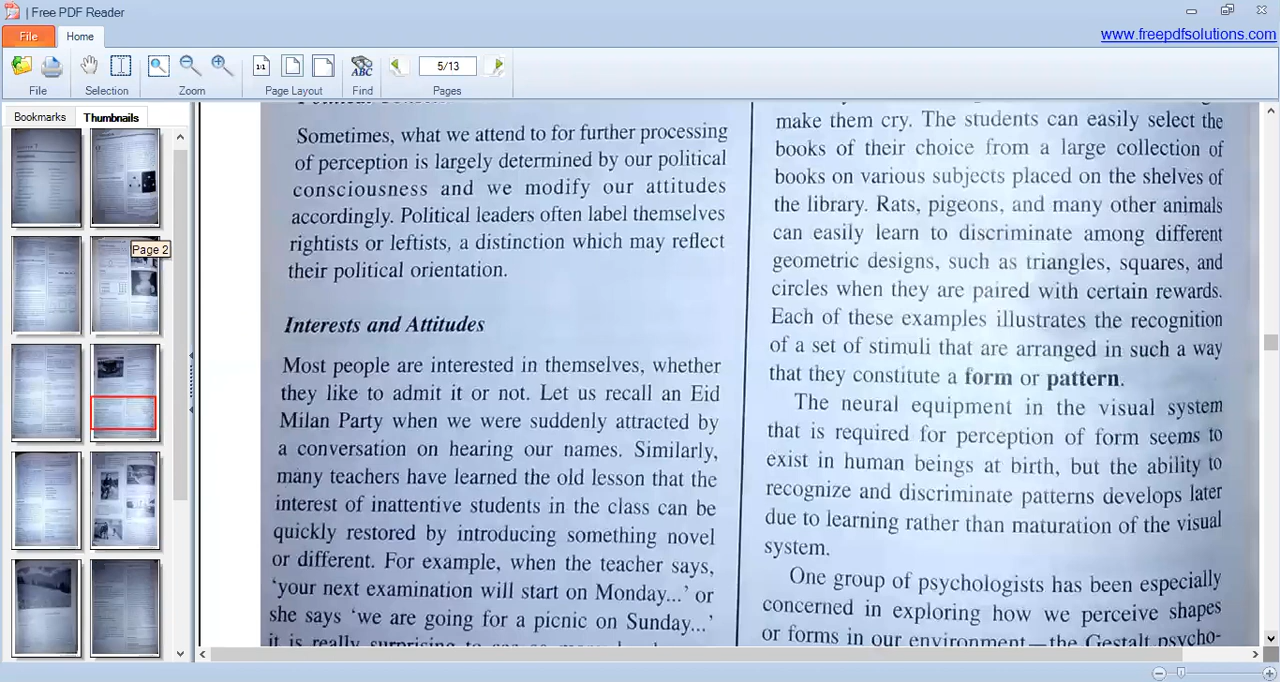 | Free PDF Reader
File
Home
www.freepdfsolutions.com
1:1
ABC
5/13
File
Selection
Zoom
Page Layout
Find
Pages
Bookmarks
Thumbnails
Page 2
Sometimes, what we attend to for further processing
of perception is largely determined by our political
consciousness and we modify our attitudes
accordingly. Political leaders often label themselves
rightists or leftists, a distinction which may reflect
their political orientation.
Interests and Attitudes
Most people are interested in themselves, whether
they like to admit it or not. Let us recall an Eid
Milan Party when we were suddenly attracted by
a conversation on hearing our names. Similarly,
many teachers have learned the old lesson that the
interest of inattentive students in the class can be
quickly restored by introducing something novel
or different. For example, when the teacher says,
‘your next examination will start on Monday...’ or
she says ‘we are going for a picnic on Sunday...’
it is really surprising to
make them cry. The students can easily select the
books of their choice from a large collection of
books on various subjects placed on the shelves of
the library. Rats, pigeons, and many other animals
can easily learn to discriminate among different
geometric designs, such as triangles, squares, and
circles when they are paired with certain rewards.
Each of these examples illustrates the recognition
of a set of stimuli that are arranged in such a way
that they constitute a form or pattern.
The neural equipment in the visual system
that is required for perception of form seems to
exist in human beings at birth, but the ability to
recognize and discriminate patterns develops later
due to learning rather than maturation of the visual
system.
One group of psychologists has been especially
concerned in exploring how we perceive shapes
or forms in our environment—the Gestalt psycho-